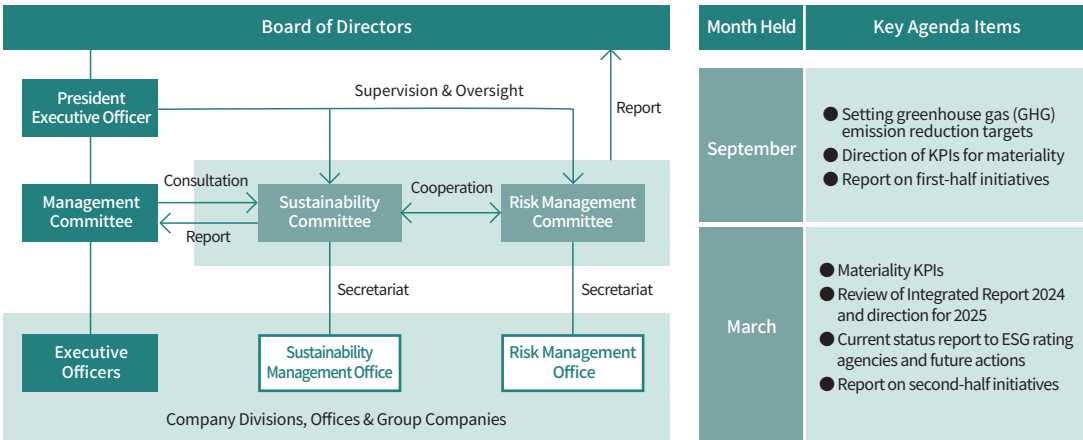 Board of Directors
President
Executive Officer
Supervision & Oversight
Report
Consultation
Cooperation
Management
Committee
Sustainability
Committee
Risk Management
Committee
Report
Secretariat
Secretariat
Executive
Officers
Sustainability
Management Office
Risk Management
Office
Company Divisions, Offices & Group Companies
Month Held
Key Agenda Items
September
● Setting greenhouse gas (GHG)
emission reduction targets
● Direction of KPIs for materiality
● Report on first-half initiatives
March
● Materiality KPIs
● Review of Integrated Report 2024
and direction for 2025
● Current status report to ESG rating
agencies and future actions
● Report on second-half initiatives